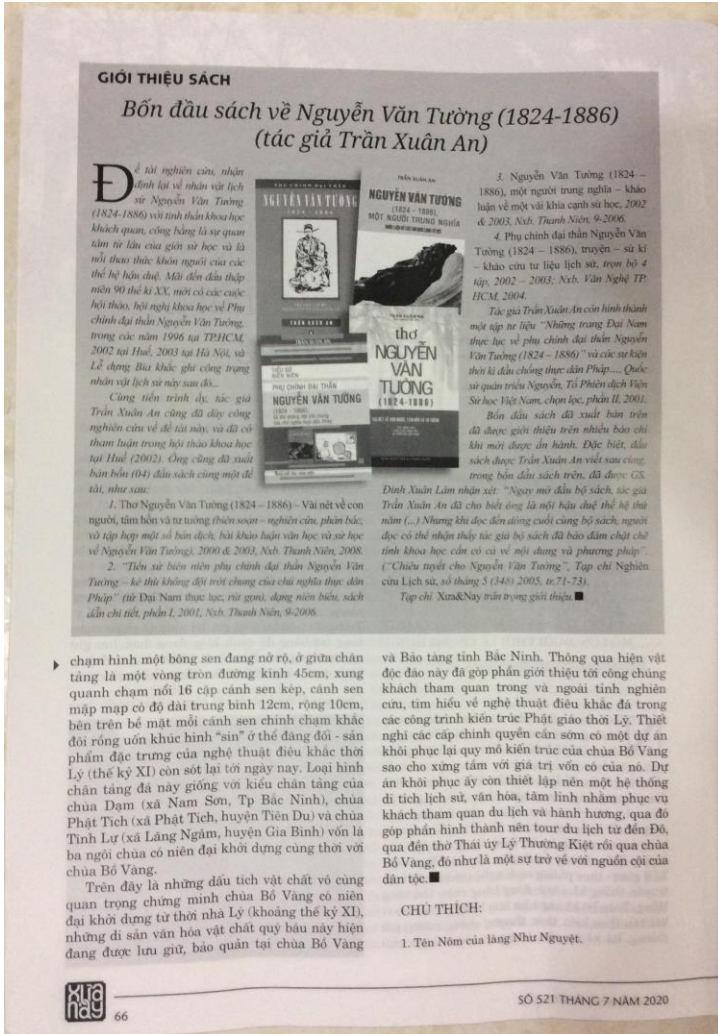 GIỚI THIỆU SÁCH
Bốn đầu sách về Nguyễn Văn Tường (1824-1886)
(tác giả Trần Xuân An)
Đề tài nghiên cứu, nhận
định lại về nhân vật lịch
sử Nguyễn Văn Tường
(1824-1886) với tinh thần khoa học
khách quan, công bằng là sự quan
tâm từ lâu của giới sử học và là
nỗi thao thức khôn nguôi của các
thế hệ hậu duệ. Mãi đến đầu thập
niên 90 thế kỉ XX, mới có các cuộc
hội thảo, hội nghị khoa học về Phụ
chính đại thần Nguyễn Văn Tường,
trong các năm 1996 tại TP.HCM,
2002 tại Huế, 2003 tại Hà Nội, và
Lễ dựng Bia khắc ghi công trạng
nhân vật lịch sử này sau đó...
Cùng tiến trình ấy, tác giả
Trần Xuân An cũng đã dày công
nghiên cứu về đề tài này, và đã có
tham luận trong hội thảo khoa học
tại Huế (2002). Ông cũng đã xuất
bản bốn (04) đầu sách cùng một đề
tài, như sau:
1. Thơ Nguyễn Văn Tường (1824 – 1886) – Vài nét về con
người, tâm hồn và tư tưởng (biên soạn – nghiên cứu, phản bác,
và tập hợp một số bản dịch, bài khảo luận văn học và sử học
về Nguyễn Văn Tường), 2000 & 2003, Nxb. Thanh Niên, 2008.
2. "Tiểu sử biên niên phụ chính đại thần Nguyễn Văn
Tường – kẻ thù không đội trời chung của chủ nghĩa thực dân
Pháp" (từ Đại Nam thực lục, rút gọn), dạng niên biểu, sách
dẫn chi tiết, phần I, 2001, Nxb. Thanh Niên, 9-2006.
NGUYỄN VĂN TƯỜNG
1824 - 1886
TRẦN XUÂN AN
TRẦN XUÂN AN
NGUYỄN VĂN TƯỜNG
(1824 - 1886),
MỘT NGƯỜI TRUNG NGHĨA
TIỂU SỬ
BIÊN NIÊN
PHỤ CHÍNH ĐẠI THẦN
NGUYỄN VĂN TƯỜNG
(1824 - 1886)
TRẦN XUÂN AN
thơ
NGUYỄN
VĂN
TƯỜNG
(1824-1886)
3. Nguyễn Văn Tường (1824 –
1886), một người trung nghĩa – khảo
luận về một vài khía cạnh sử học, 2002
& 2003, Nxb. Thanh Niên, 9-2006.
4. Phụ chính đại thần Nguyễn Văn
Tường (1824 – 1886), truyện – sử kí
– khảo cứu tư liệu lịch sử, trọn bộ 4
tập, 2002 – 2003; Nxb. Văn Nghệ TP.
HCM, 2004.
Tác giả Trần Xuân An còn hình thành
một tập tư liệu "Những trang Đại Nam
thực lục về phụ chính đại thần Nguyễn
Văn Tường (1824 – 1886)" và các sự kiện
thời kì đầu chống thực dân Pháp...., Quốc
sử quán triều Nguyễn, Tổ Phiên dịch Viện
Sử học Việt Nam, chọn lọc, phần II, 2001.
Bốn đầu sách đã xuất bản trên
đã được giới thiệu trên nhiều báo chí
khi mới được ấn hành. Đặc biệt, đầu
sách được Trần Xuân An viết sau cùng,
trong bốn đầu sách trên, đã được GS.
Đinh Xuân Lâm nhận xét: "Ngay mở đầu bộ sách, tác giả
Trần Xuân An đã cho biết ông là nội hậu duệ thế hệ thứ
năm (...) Nhưng khi đọc đến dòng cuối cùng bộ sách, người
đọc có thể nhận thấy tác giả bộ sách đã bảo đảm chặt chẽ
tính khoa học cần có cả về nội dung và phương pháp".
("Chiêu tuyết cho Nguyễn Văn Tường", Tạp chí Nghiên
cứu Lịch sử, số tháng 5 (348) 2005, tr.71-73).
Tạp chí Xưa&Nay trân trọng giới thiệu.■
chạm hình một bông sen đang nở rộ, ở giữa chân
tảng là một vòng tròn đường kính 45cm, xung
quanh chạm nổi 16 cặp cánh sen kép, cánh sen
mập mạp có độ dài trung bình 12cm, rộng 10cm,
bên trên bề mặt mỗi cánh sen chính chạm khắc
đôi rồng uốn khúc hình "sin" ở thế đăng đối - sản
phẩm đặc trưng của nghệ thuật điêu khắc thời
Lý (thế kỷ XI) còn sót lại tới ngày nay. Loại hình
chân tảng đá này giống với kiểu chân tảng của
chùa Dạm (xã Nam Sơn, Tp Bắc Ninh), chùa
Phật Tích (xã Phật Tích, huyện Tiên Du) và chùa
Tĩnh Lự (xã Lãng Ngâm, huyện Gia Bình) vốn là
ba ngôi chùa có niên đại khởi dựng cùng thời với
chùa Bồ Vàng.
Trên đây là những dấu tích vật chất vô cùng
quan trọng chứng minh chùa Bồ Vàng có niên
đại khởi dựng từ thời nhà Lý (khoảng thế kỷ XI),
những di sản văn hóa vật chất quý báu này hiện
đang được lưu giữ, bảo quản tại chùa Bồ Vàng
và Bảo tàng tỉnh Bắc Ninh. Thông qua hiện vật
độc đáo này đã góp phần giới thiệu tới công chúng
khách tham quan trong và ngoài tỉnh nghiên
cứu, tìm hiểu về nghệ thuật điêu khắc đá trong
các công trình kiến trúc Phật giáo thời Lý. Thiết
nghĩ các cấp chính quyền cần sớm có một dự án
khôi phục lại quy mô kiến trúc của chùa Bồ Vàng
sao cho xứng tầm với giá trị vốn có của nó. Dự
án khôi phục ấy còn thiết lập nên một hệ thống
di tích lịch sử, văn hóa, tâm linh nhằm phục vụ
khách tham quan du lịch và hành hương, qua đó
góp phần hình thành nên tour du lịch từ đền Đô,
qua đền thờ Thái úy Lý Thường Kiệt rồi qua chùa
Bồ Vàng, đó như là một sự trở về với nguồn cội của
dân tộc.■
CHÚ THÍCH:
1. Tên Nôm của làng Như Nguyệt.
xưa
nay
66
SỐ 521 THÁNG 7 NĂM 2020